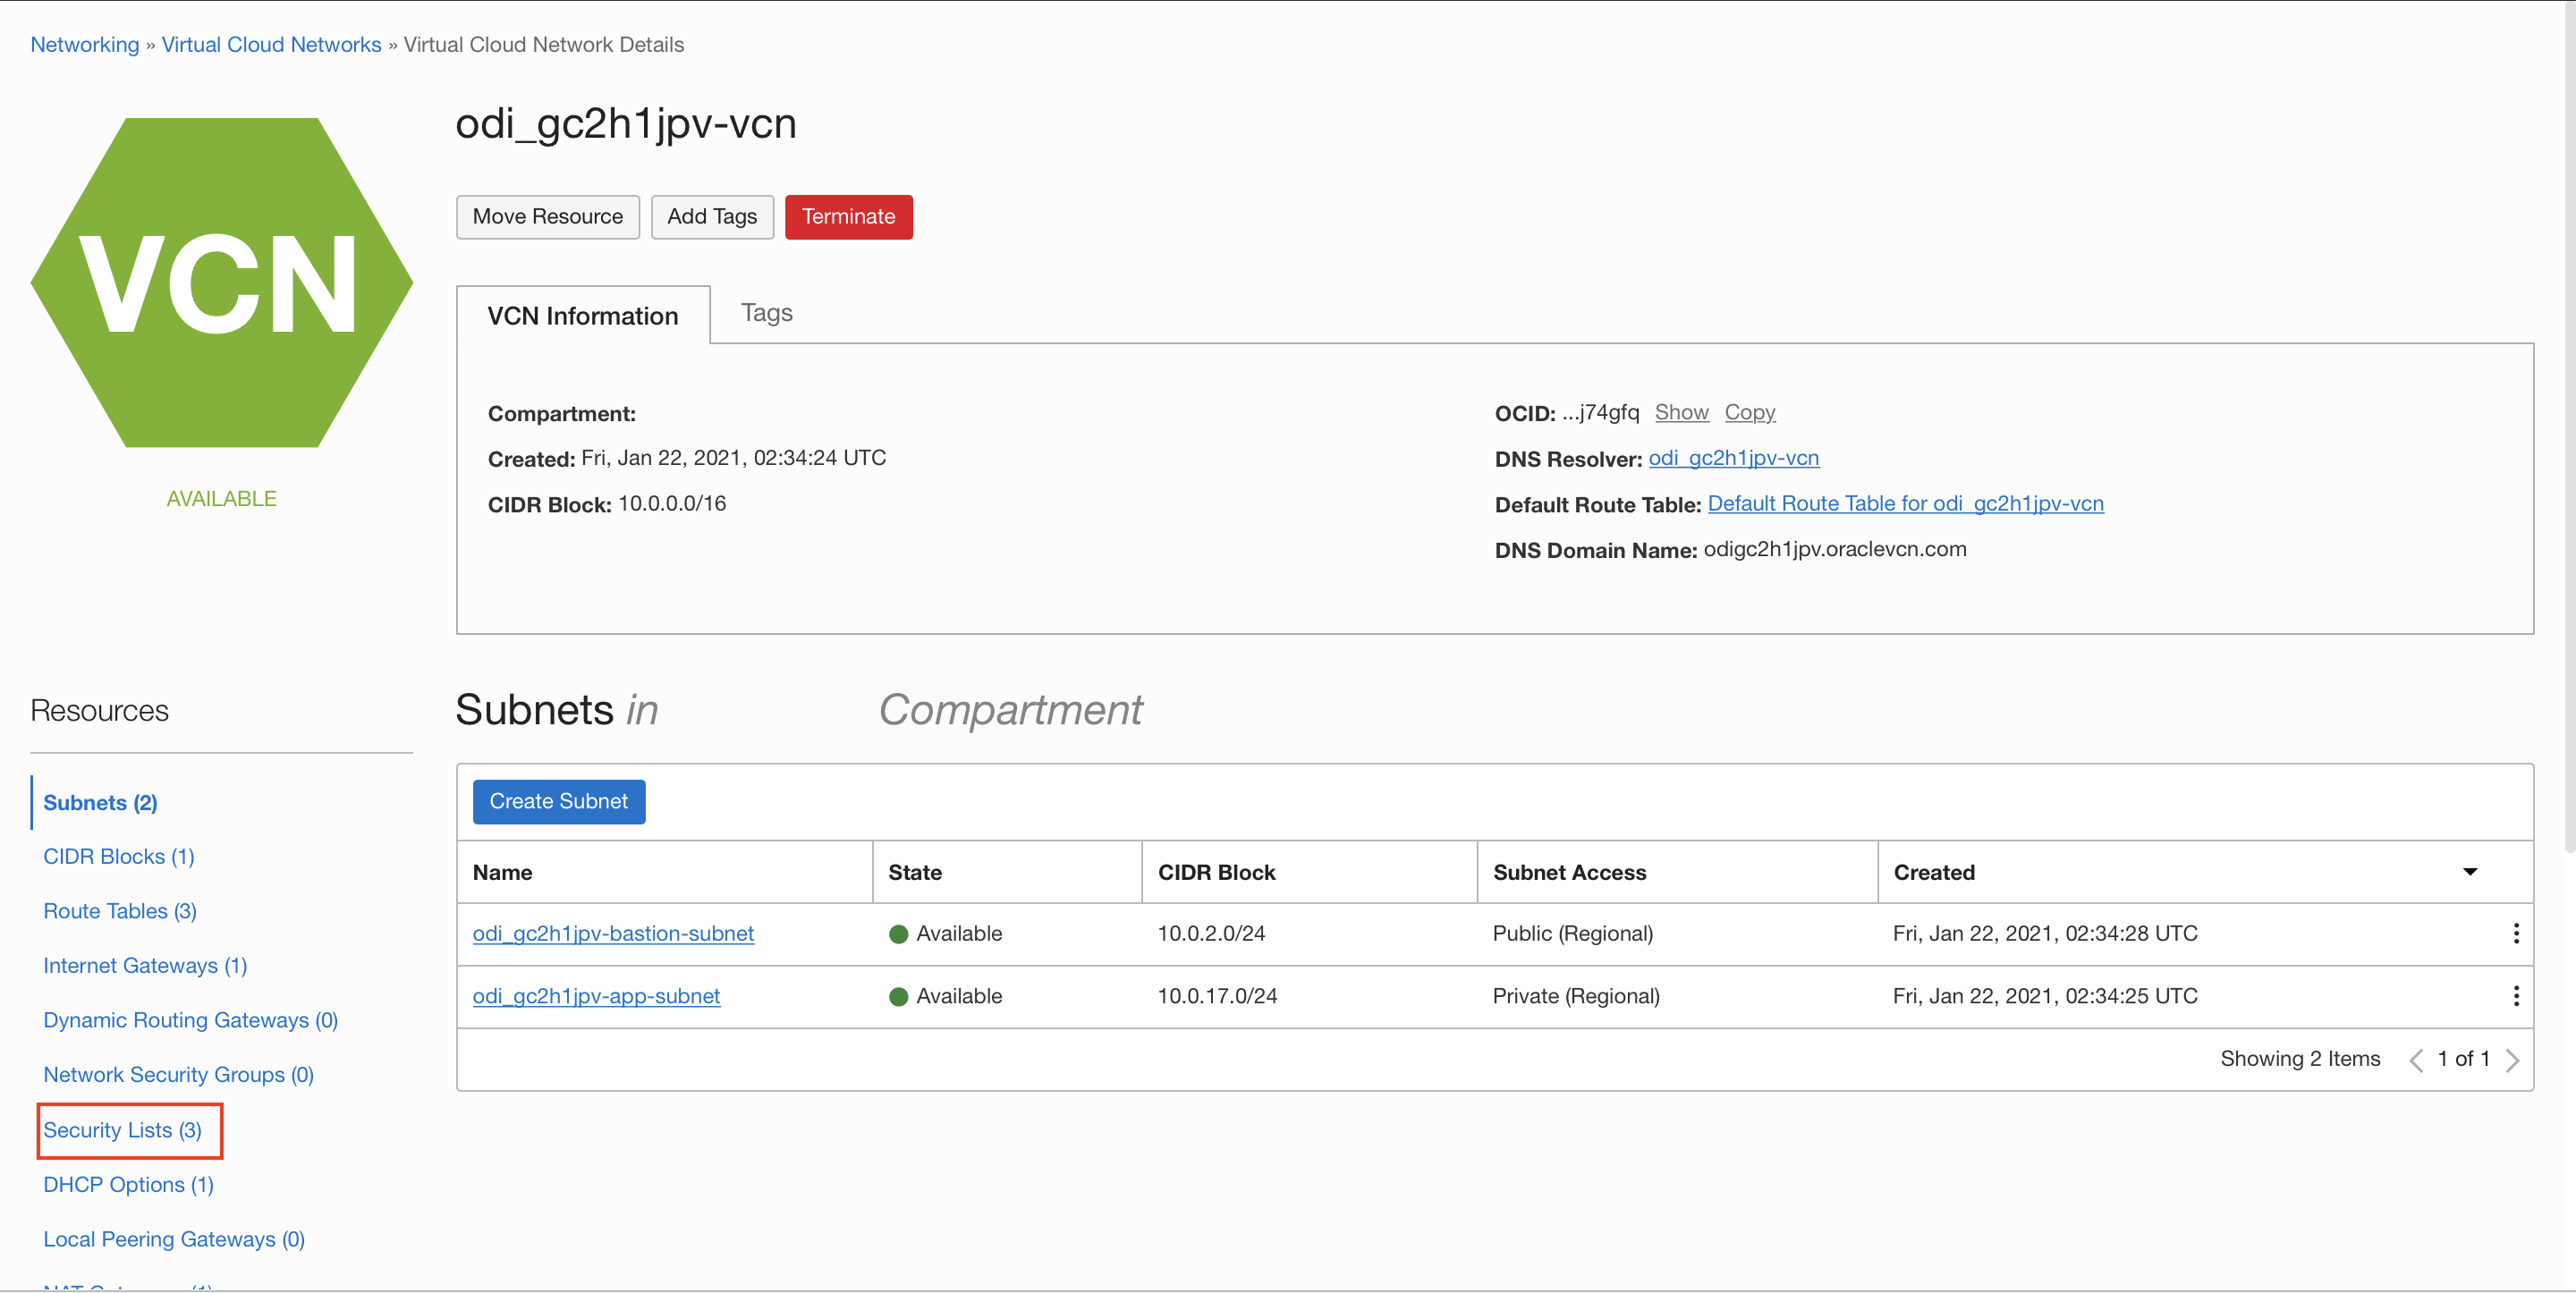 Networking » Virtual Cloud Networks » Virtual Cloud Network Details
VCN
AVAILABLE
odi_gc2h1jpv-vcn
Move Resource Add Tags Terminate
VCN Information Tags
Compartment:
Created: Fri, Jan 22, 2021, 02:34:24 UTC
CIDR Block: 10.0.0.0/16
OCID: ...j74gfq Show Copy
DNS Resolver: odi_gc2h1jpv-vcn
Default Route Table: Default Route Table for odi_gc2h1jpv-vcn
DNS Domain Name: odigc2h1jpv.oraclevcn.com
Resources
Subnets (2)
CIDR Blocks (1)
Route Tables (3)
Internet Gateways (1)
Dynamic Routing Gateways (0)
Network Security Groups (0)
Security Lists (3)
DHCP Options (1)
Local Peering Gateways (0)
Subnets in Compartment
Create Subnet
Name State CIDR Block Subnet Access Created
odi_gc2h1jpv-bastion-subnet Available 10.0.2.0/24 Public (Regional) Fri, Jan 22, 2021, 02:34:28 UTC
odi_gc2h1jpv-app-subnet Available 10.0.17.0/24 Private (Regional) Fri, Jan 22, 2021, 02:34:25 UTC
Showing 2 Items 1 of 1